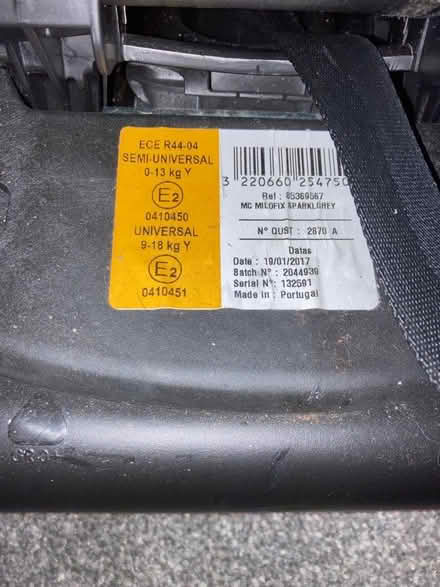 ECE R44-04
SEMI-UNIVERSAL
0-13 kg Y
E2
0410450
UNIVERSAL
9-18 kg Y
E2
0410451
3 220660 254750
Ref : 85369567
MC MILOFIX SPARKLGREY
N° QUST : 2870 A
Datas
Date : 19/01/2017
Batch N° : 2044939
Serial N° : 132591
Made in : Portugal